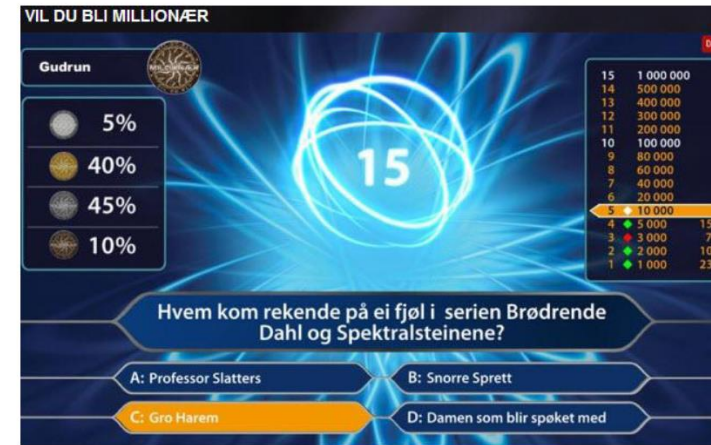 VIL DU BLI MILLIONÆR
Gudrun
5%
40%
45%
10%
15
15 1 000 000
14 500 000
13 400 000
12 300 000
11 200 000
10 100 000
9 80 000
8 60 000
7 40 000
6 20 000
5 10 000
4 5 000 15
3 3 000 7
2 2 000 10
1 1 000 23
Hvem kom rekende på ei fjøl i serien Brødrende
Dahl og Spektralsteinene?
A: Professor Slatters
B: Snorre Sprett
C: Gro Harem
D: Damen som blir spøket med